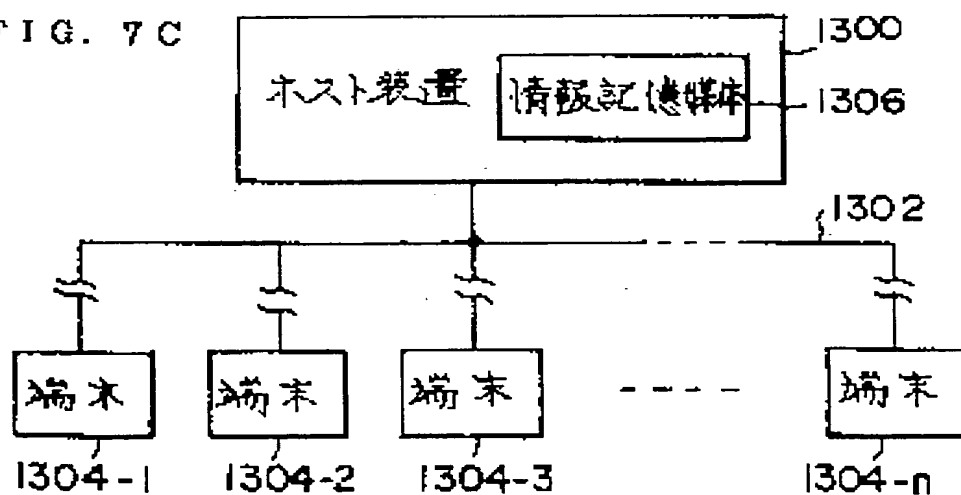 FIG. 7C
1300
ホスト装置
情報記憶媒体
1306
1302
端末
端末
端末
端末
1304-1
1304-2
1304-3
1304-n